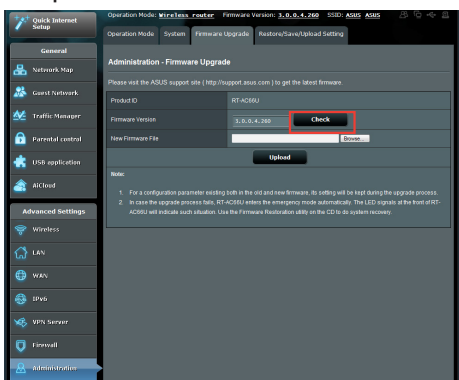 Quick Internet Setup
Operation Mode: Wireless router Firmware Version: 3.0.0.4.260 SSID: ASUS ASUS
Operation Mode System Firmware Upgrade Restore/Save/Upload Setting
General
Network Map
Guest Network
Traffic Manager
Parental control
USB application
AiCloud
Advanced Settings
Wireless
LAN
WAN
IPv6
VPN Server
Firewall
Administration
Administration - Firmware Upgrade
Please visit the ASUS support site ( http://support.asus.com ) to get the latest firmware.
Product ID RT-AC66U
Firmware Version 3.0.0.4.260 Check
New Firmware File Browse...
Upload
Note:
1. For a configuration parameter existing both in the old and new firmware, its setting will be kept during the upgrade process.
2. In case the upgrade process fails, RT-AC66U enters the emergency mode automatically. The LED signals at the front of RT-
AC66U will indicate such situation. Use the Firmware Restoration utility on the CD to do system recovery.